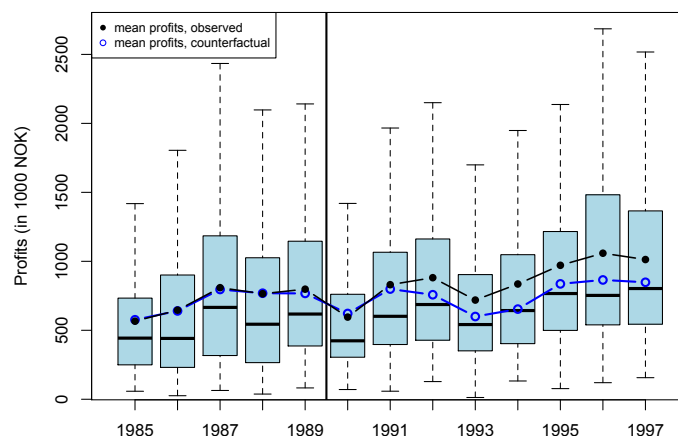 mean profits, observed
mean profits, counterfactual
Profits (in 1000 NOK)
2500
2000
1500
1000
500
0
1985 1987 1989 1991 1993 1995 1997